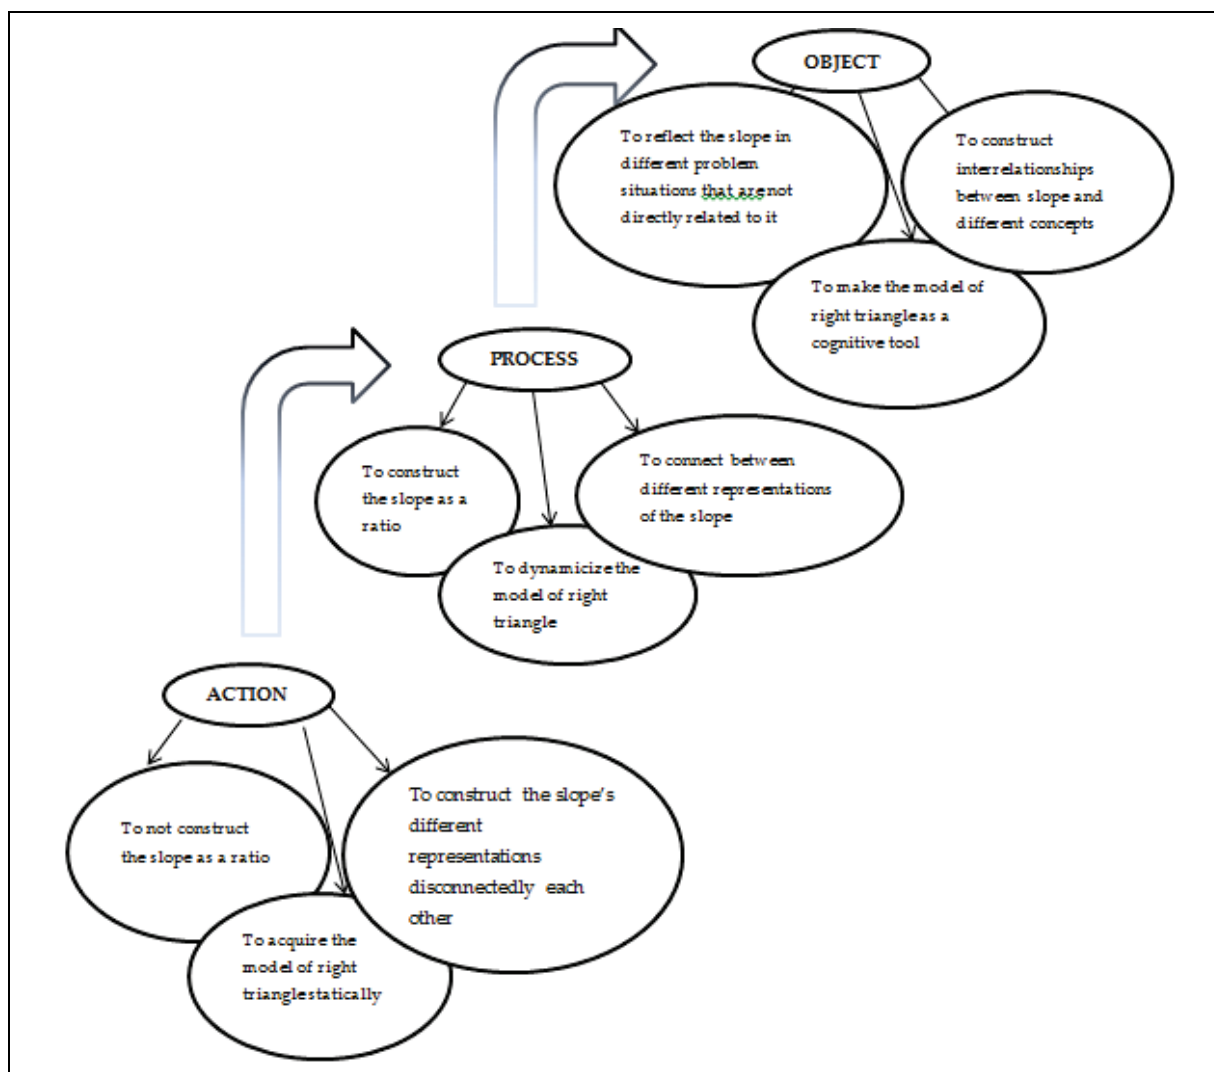 OBJECT
To reflect the slope in
different problem
situations that are not
directly related to it
To construct
interrelationships
between slope and
different concepts
To make the model of
right triangle as a
cognitive tool
PROCESS
To construct
the slope as a
ratio
To connect between
different representations
of the slope
To dynamicize the
model of right
triangle
ACTION
To not construct
the slope as a ratio
To construct the slope's
different
representations
disconnectedly each
other
To acquire the
model of right
triangle statically